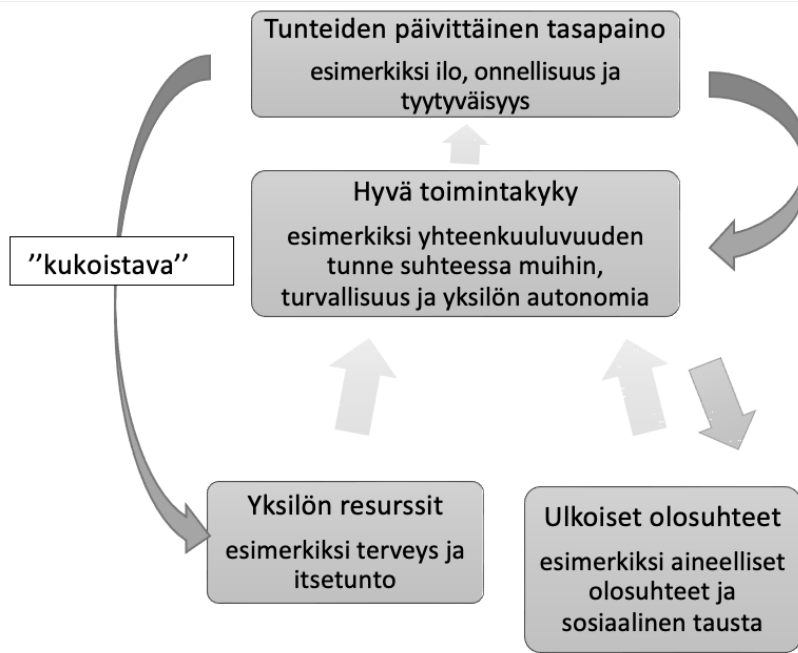 Tunteiden päivittäinen tasapaino
esimerkiksi ilo, onnellisuus ja
tyytyväisyys
Hyvä toimintakyky
esimerkiksi yhteenkuuluvuuden
tunne suhteessa muihin,
turvallisuus ja yksilön autonomia
”kukoistava”
Yksilön resurssit
esimerkiksi terveys ja
itsetunto
Ulkoiset olosuhteet
esimerkiksi aineelliset
olosuhteet ja
sosiaalinen tausta